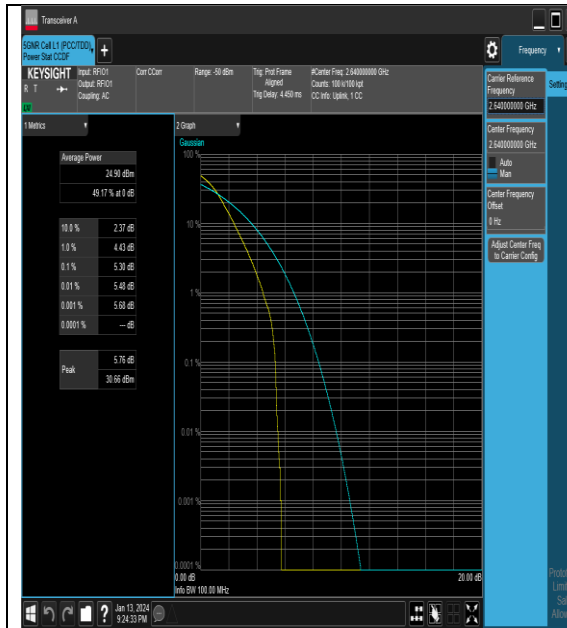 Transceiver A
5GNR Cell L1 (PCC/TDD)
Power Stat CCDF
+
Frequency
KEYSIGHT
R T
Input: RFIO1
Output: RFIO1
Coupling: AC
Corr CCorr
Range: -50 dBm
Trig: Prot Frame
Aligned
Trig Delay: 4.450 ms
#Center Freq: 2.640000000 GHz
Counts: 100 k/100 kpt
CC Info: Uplink, 1 CC
1 Metrics
Average Power
24.90 dBm
49.17 % at 0 dB
10.0 % 2.37 dB
1.0 % 4.43 dB
0.1 % 5.30 dB
0.01 % 5.48 dB
0.001 % 5.68 dB
0.0001 % --- dB
Peak
5.76 dB
30.66 dBm
2 Graph
Gaussian
100 %
10 %
1 %
0.1 %
0.01 %
0.001 %
0.0001 %
0.00 dB
20.00 dB
Info BW 100.00 MHz
Carrier Reference
Frequency
2.640000000 GHz
Center Frequency
2.640000000 GHz
Auto
Man
Center Frequency
Offset
0 Hz
Adjust Center Freq
to Carrier Config
Setting
Proto
Limi
Sa
Allow
?
Jan 13, 2024
9:24:33 PM